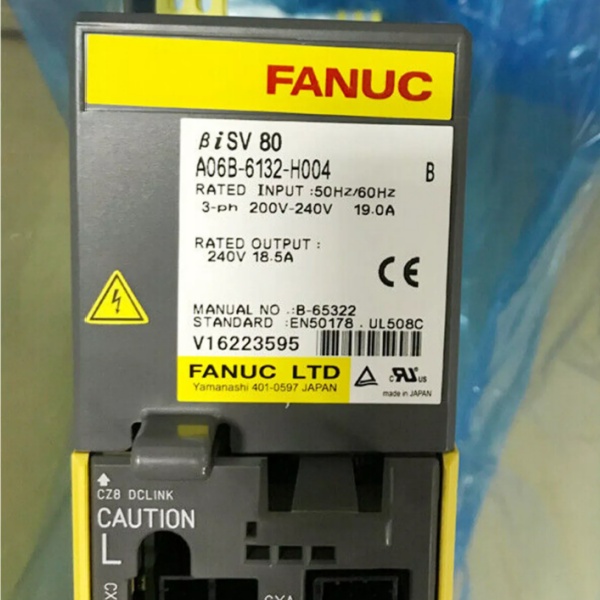 FANUC
βiSV 80
A06B-6132-H004 B
RATED INPUT :50Hz/60Hz
3-ph 200V-240V 19.0A
RATED OUTPUT :
240V 18.5A
CE
MANUAL NO .:B-65322
STANDARD :EN50178 . UL508C
V16223595
FANUC LTD
Yamanashi 401-0597 JAPAN
c RU us
made in JAPAN
CZ8 DCLINK
CAUTION
L